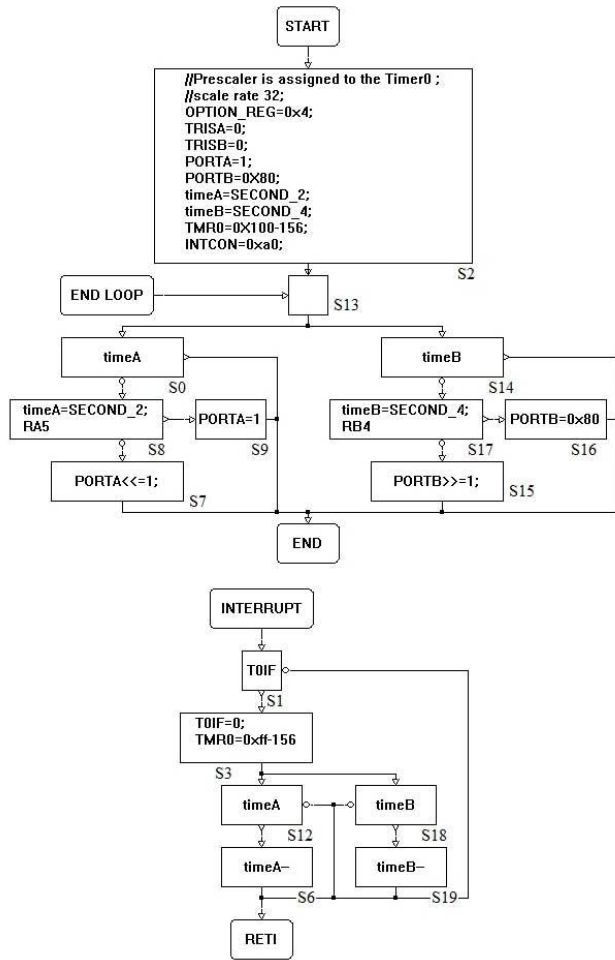 START
//Prescaler is assigned to the Timer0 ;
//scale rate 32;
OPTION_REG=0x4;
TRISA=0;
TRISB=0;
PORTA=1;
PORTB=0X80;
timeA=SECOND_2;
timeB=SECOND_4;
TMR0=0X100-156;
INTCON=0xa0;
S2
END LOOP
S13
timeA
S0
timeB
S14
timeA=SECOND_2;
RA5
S8
PORTA=1
S9
timeB=SECOND_4;
RB4
S17
PORTB=0x80
S16
PORTA<<=1;
S7
PORTB>>=1;
S15
END
INTERRUPT
T0IF
S1
T0IF=0;
TMR0=0xff-156
S3
timeA
S12
timeB
S18
timeA--
S6
timeB--
S19
RETI